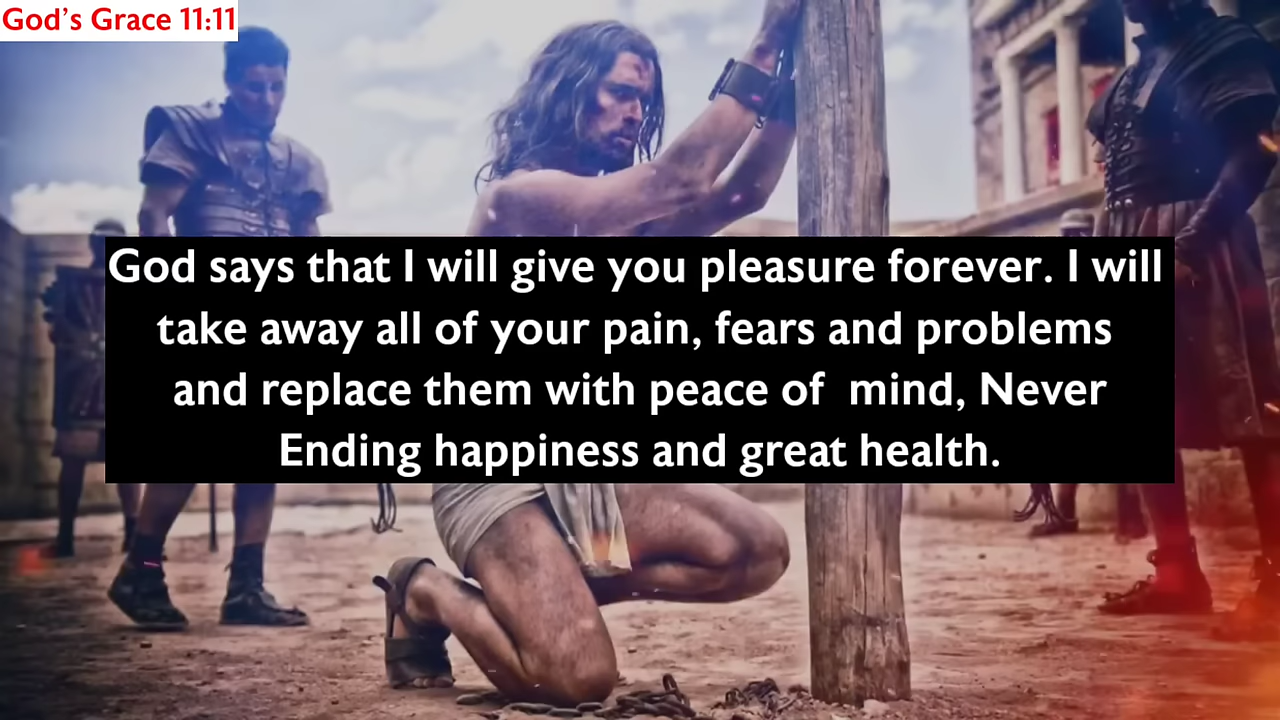 God's Grace 11:11
God says that I will give you pleasure forever. I will
take away all of your pain, fears and problems
and replace them with peace of  mind, Never
Ending happiness and great health.